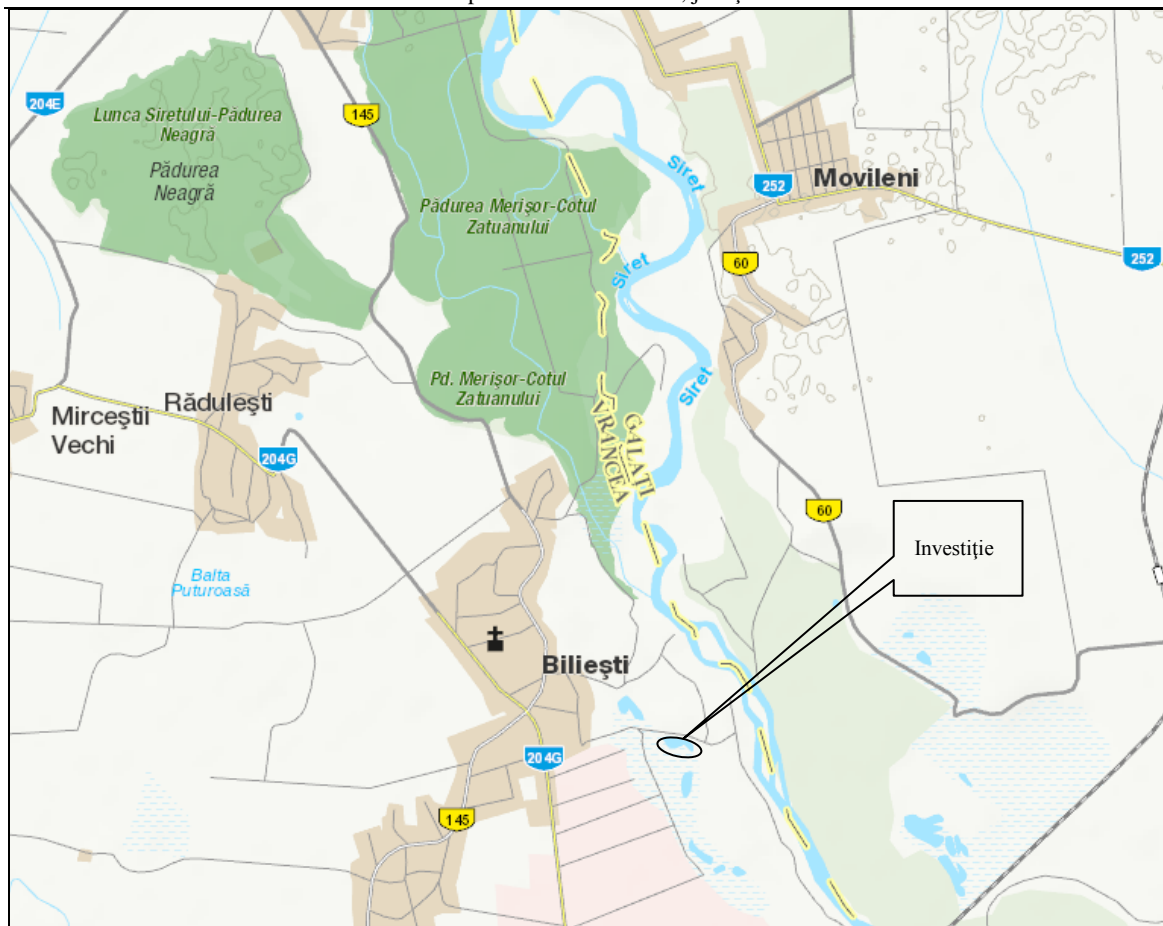 204E
Lunca Siretului-Pădurea
Neagră
Pădurea
Neagră
145
Siret
252
Movileni
Pădurea Merişor-Cotul
Zatuanului
Siret
60
252
Pd. Merişor-Cotul
Zatuanului
Siret
Mirceştii
Vechi
Răduleşti
204G
GALAŢI
VRANCEA
60
Investiţie
Balta
Puturoasă
Bilieşti
204G
145